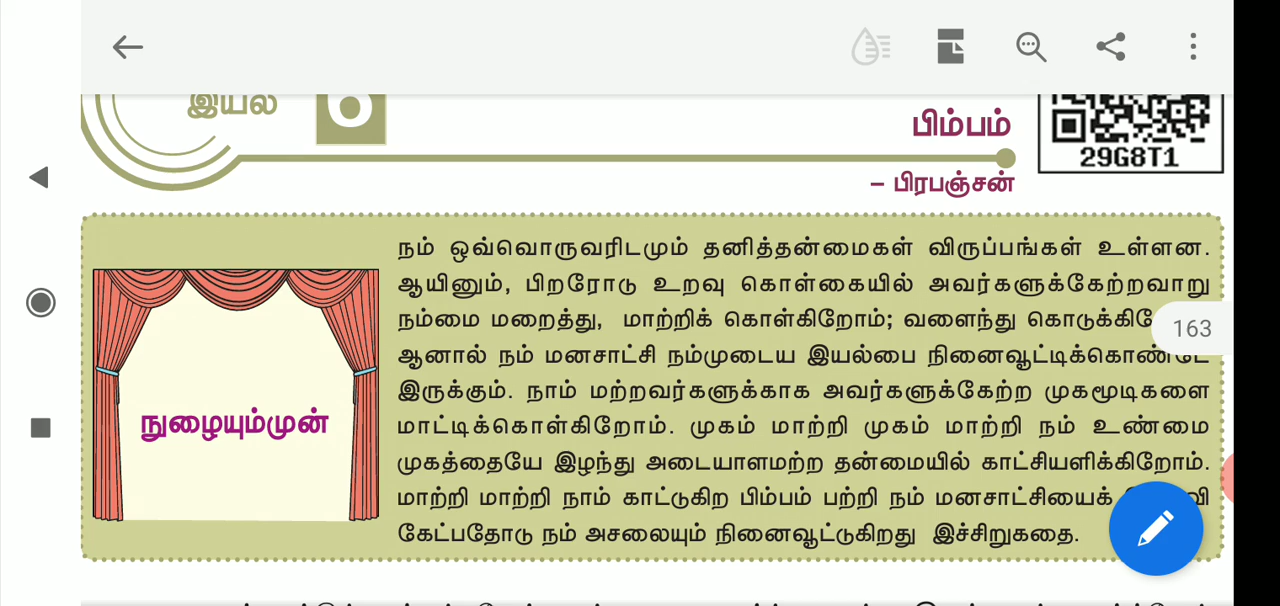 இயல் 6
பிம்பம்
29G8T1
– பிரபஞ்சன்
நம் ஒவ்வொருவரிடமும் தனித்தன்மைகள் விருப்பங்கள் உள்ளன.
ஆயினும், பிறரோடு உறவு கொள்கையில் அவர்களுக்கேற்றவாறு
நம்மை மறைத்து, மாற்றிக் கொள்கிறோம்; வளைந்து
163
ஆனால் நம் மனசாட்சி நம்முடைய இயல்பை நினைவூட்டிக்கொண்டே
இருக்கும். நாம் மற்றவர்களுக்காக அவர்களுக்கேற்ற முகமூடிகளை
நுழையும்முன்
மாட்டிக்கொள்கிறோம். முகம் மாற்றி முகம் மாற்றி நம் உண்மை
முகத்தையே இழந்து அடையாளமற்ற தன்மையில் காட்சியளிக்கிறோம்.
மாற்றி மாற்றி நாம் காட்டுகிற பிம்பம் பற்றி நம் மனசாட்சியைக்
கேட்பதோடு நம் அசலையும் நினைவூட்டுகிறது இச்சிறுகதை.